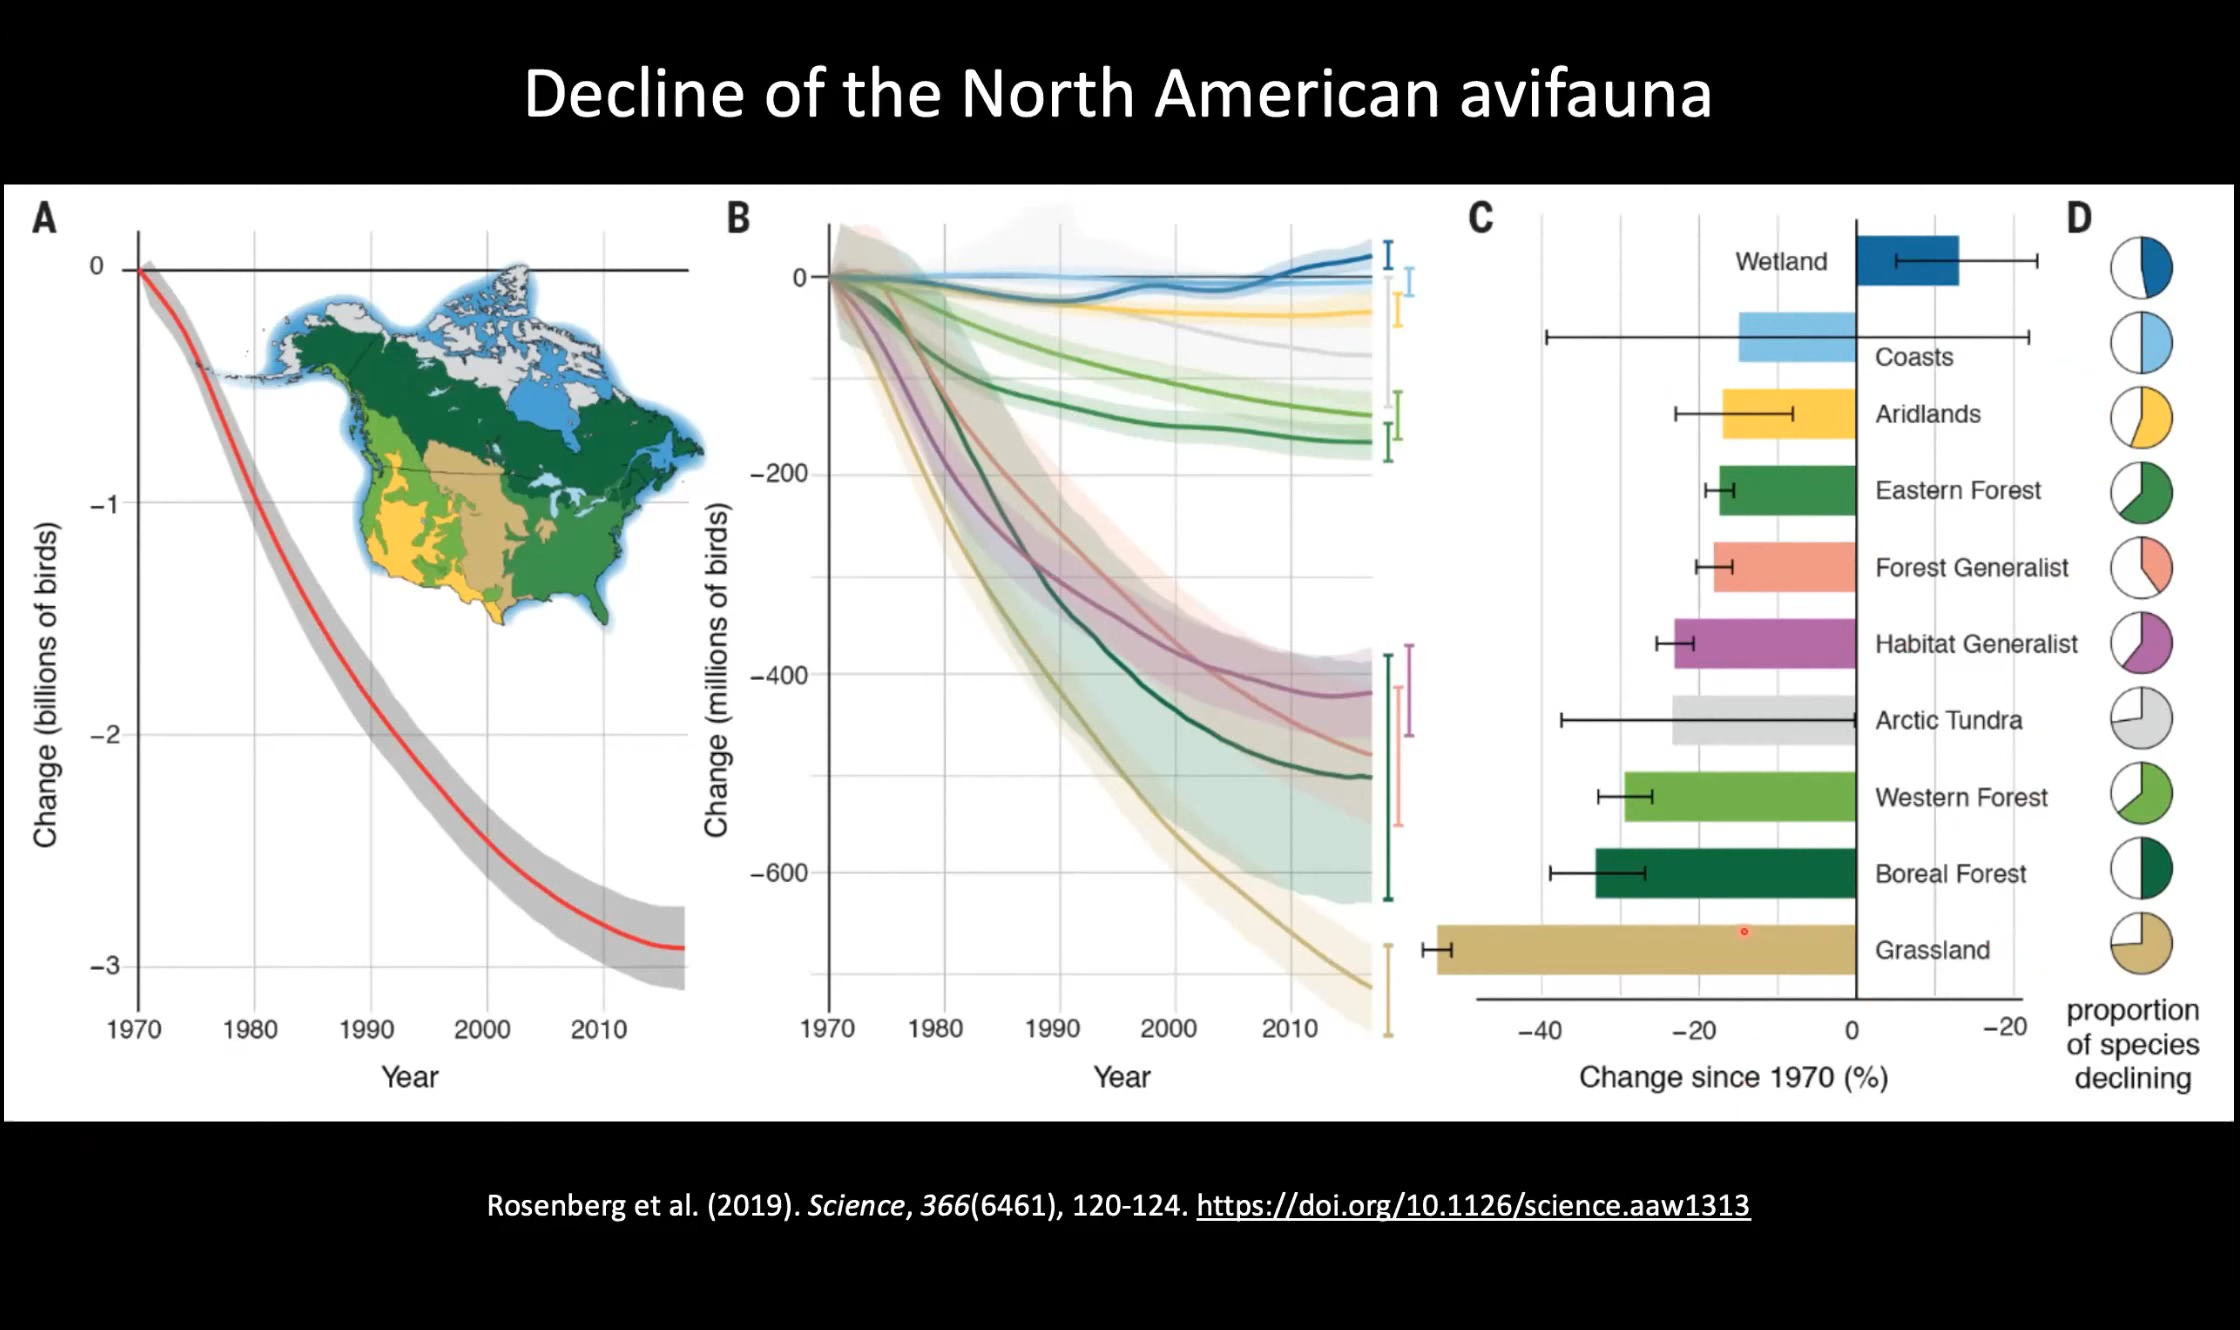 Decline of the North American avifauna
A
0
−1
−2
−3
Change (billions of birds)
1970 1980 1990 2000 2010
Year
B
0
−200
−400
−600
Change (millions of birds)
1970 1980 1990 2000 2010
Year
C
Wetland
Coasts
Aridlands
Eastern Forest
Forest Generalist
Habitat Generalist
Arctic Tundra
Western Forest
Boreal Forest
Grassland
−40 −20 0 −20
Change since 1970 (%)
D
proportion
of species
declining
Rosenberg et al. (2019). Science, 366(6461), 120-124. https://doi.org/10.1126/science.aaw1313